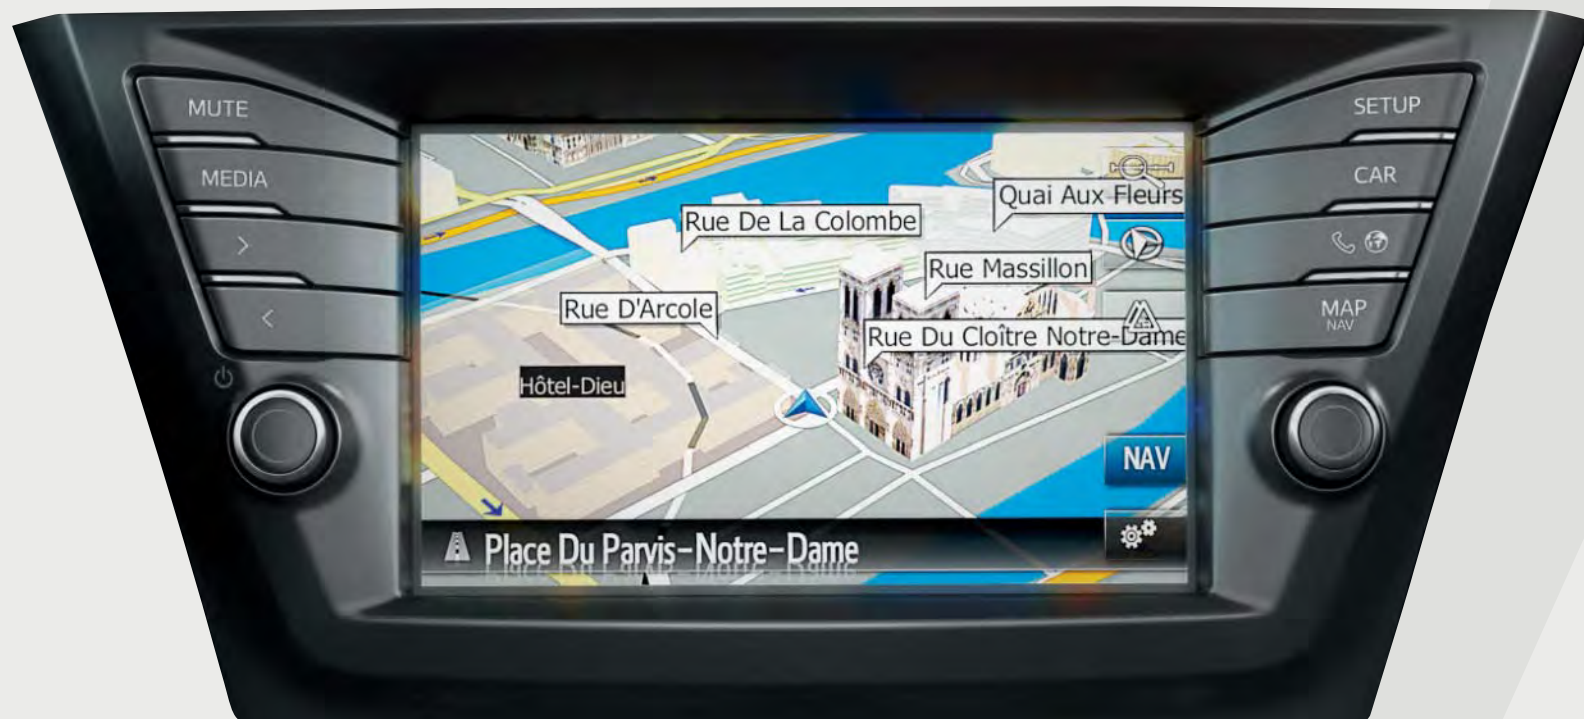 MUTE
MEDIA
>
<
SETUP
CAR
MAP
NAV
Quai Aux Fleurs
Rue De La Colombe
Rue Massillon
Rue D'Arcole
Rue Du Cloître Notre-Dame
Hôtel-Dieu
NAV
Place Du Parvis-Notre-Dame